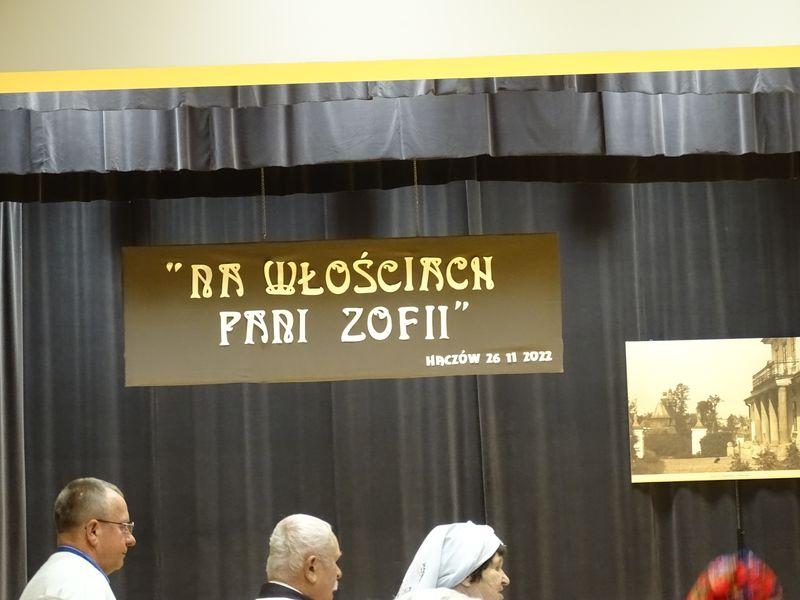 "NA WŁOŚCIACH
PANI ZOFII"
HACZÓW 26 11 2022